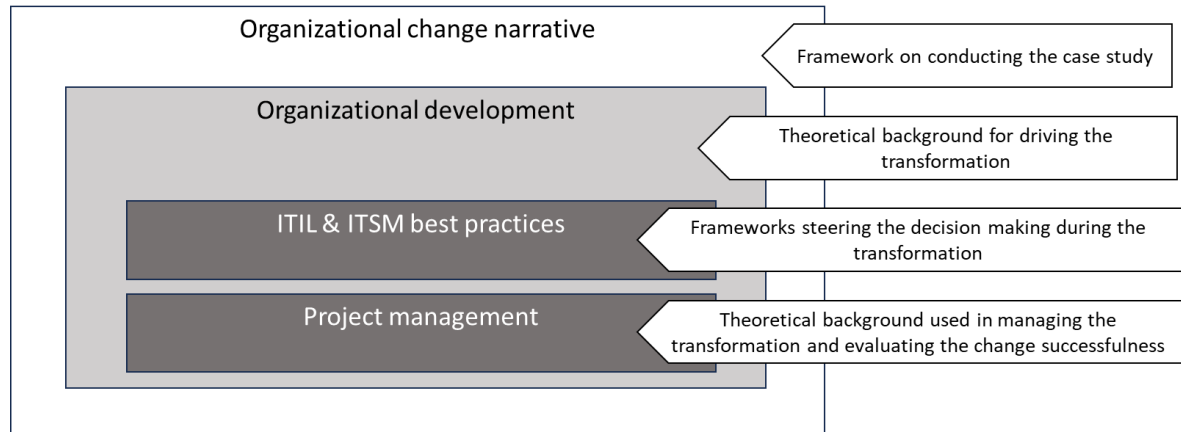 Organizational change narrative
Framework on conducting the case study
Organizational development
Theoretical background for driving the
transformation
ITIL & ITSM best practices
Frameworks steering the decision making during the
transformation
Project management
Theoretical background used in managing the
transformation and evaluating the change successfulness